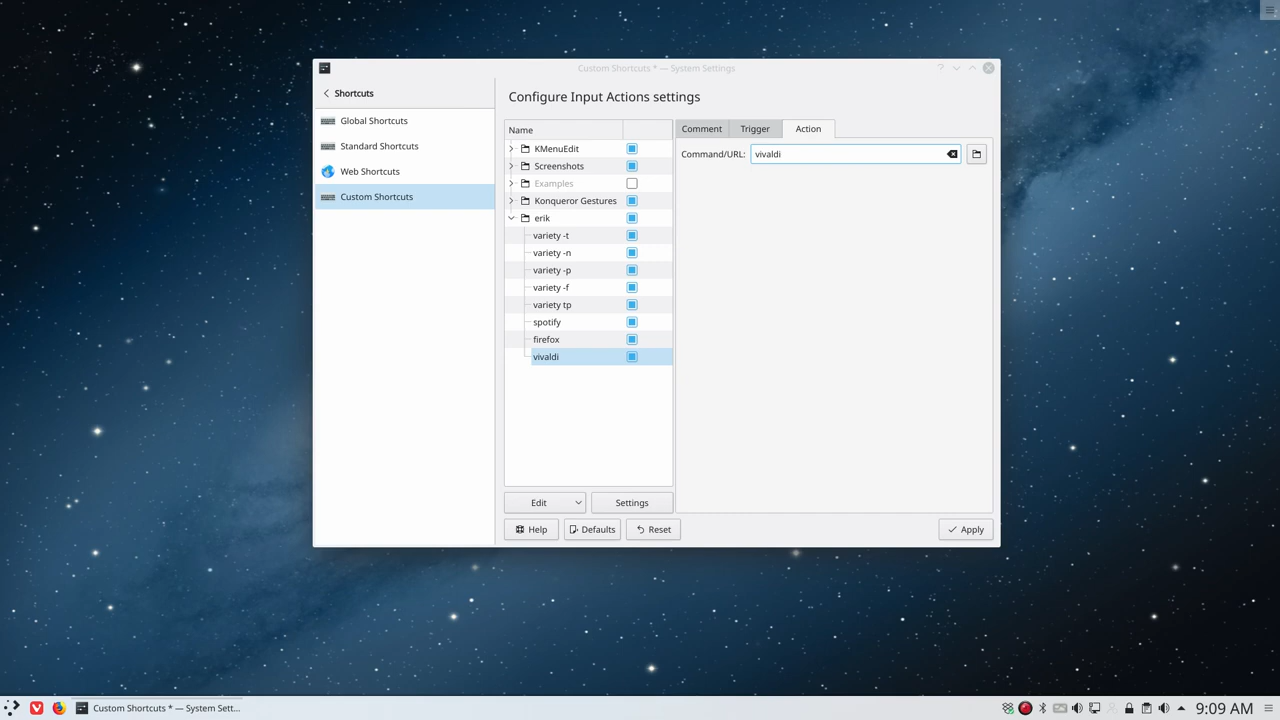 Custom Shortcuts * — System Settings
Shortcuts
Global Shortcuts
Standard Shortcuts
Web Shortcuts
Custom Shortcuts
Configure Input Actions settings
Name
KMenuEdit
Screenshots
Examples
Konqueror Gestures
erik
variety -t
variety -n
variety -p
variety -f
variety tp
spotify
firefox
vivaldi
Edit
Settings
Comment Trigger Action
Command/URL: vivaldi
Help Defaults Reset Apply
Custom Shortcuts * — System Sett... 9:09 AM